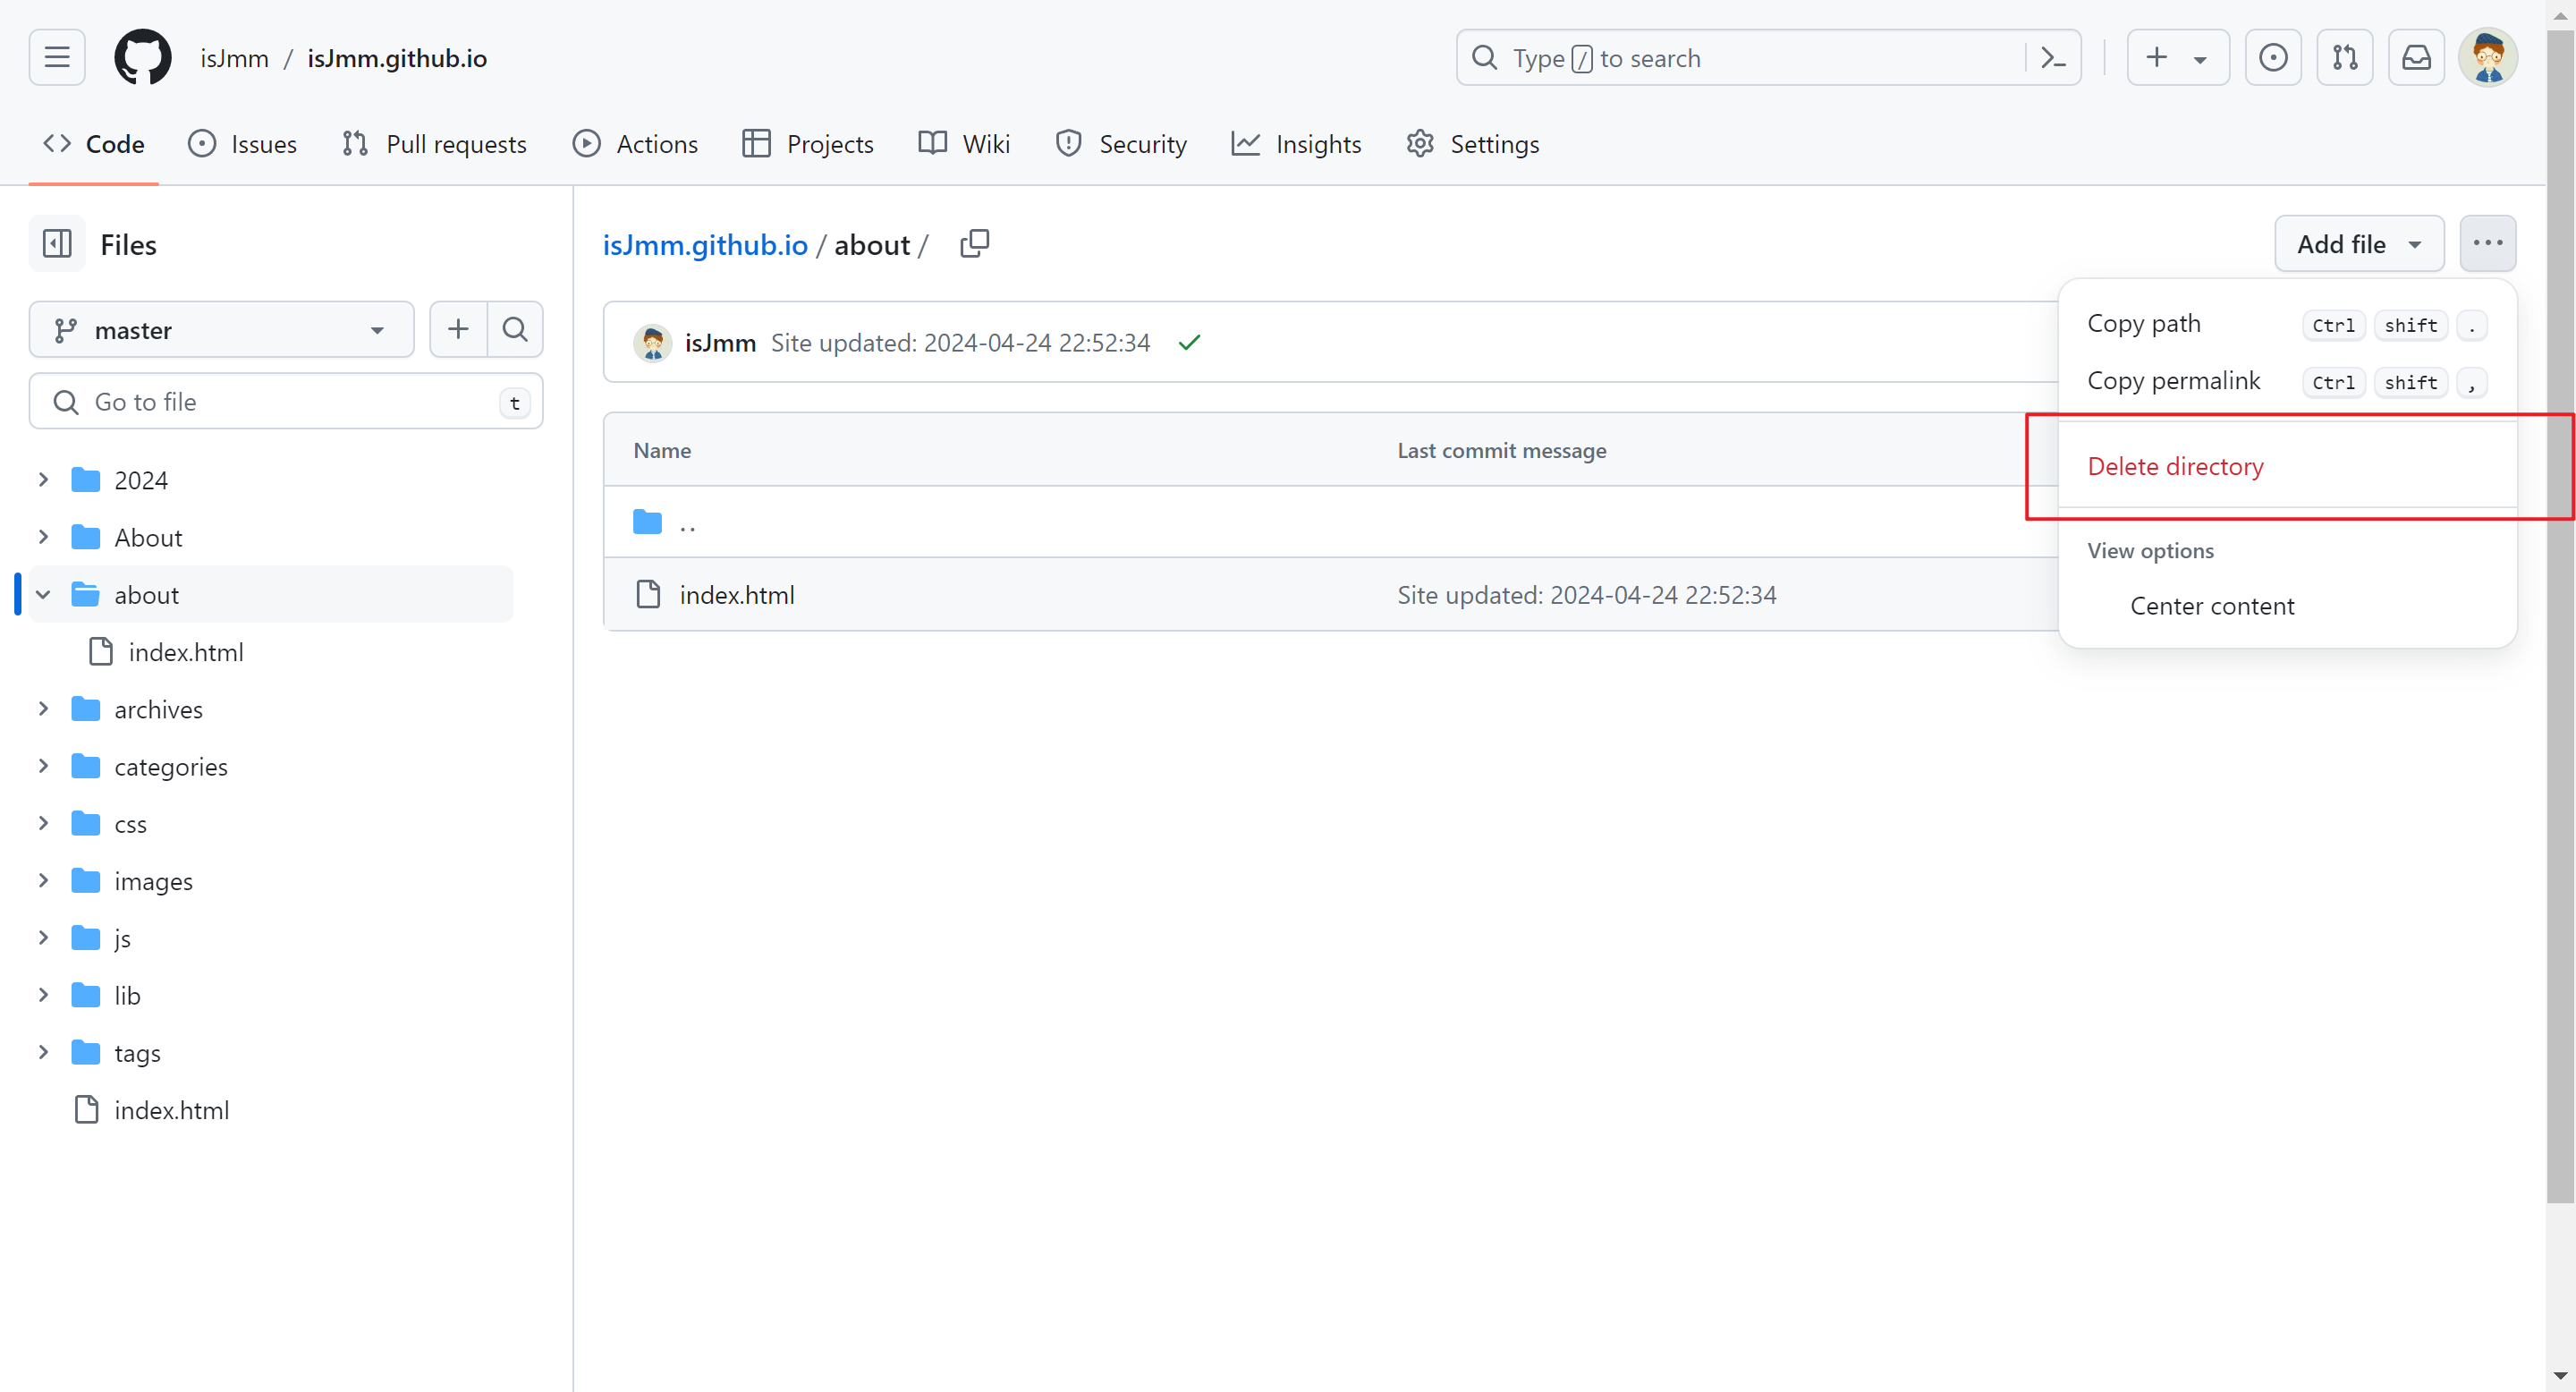 isJmm / isJmm.github.io
Type / to search
Code Issues Pull requests Actions Projects Wiki Security Insights Settings
Files
master
Go to file t
2024
About
about
index.html
archives
categories
css
images
js
lib
tags
index.html
isJmm.github.io / about /
Add file
isJmm Site updated: 2024-04-24 22:52:34
Name Last commit message
..
index.html Site updated: 2024-04-24 22:52:34
Copy path Ctrl shift .
Copy permalink Ctrl shift ,
Delete directory
View options
Center content